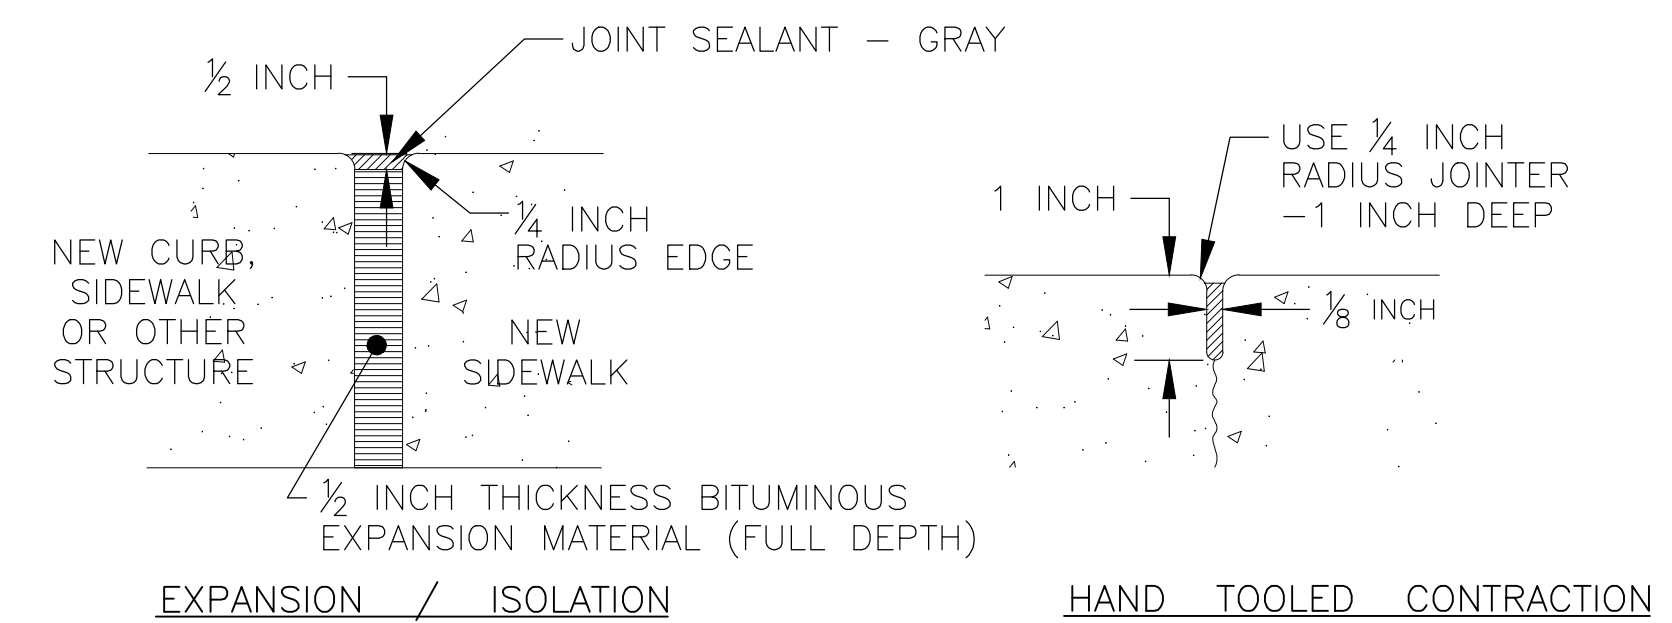 JOINT SEALANT – GRAY
½ INCH
¼ INCH
RADIUS EDGE
NEW CURB,
SIDEWALK
OR OTHER
STRUCTURE
NEW
SIDEWALK
½ INCH THICKNESS BITUMINOUS
EXPANSION MATERIAL (FULL DEPTH)
EXPANSION / ISOLATION
USE ¼ INCH
RADIUS JOINTER
–1 INCH DEEP
1 INCH
⅛ INCH
HAND TOOLED CONTRACTION